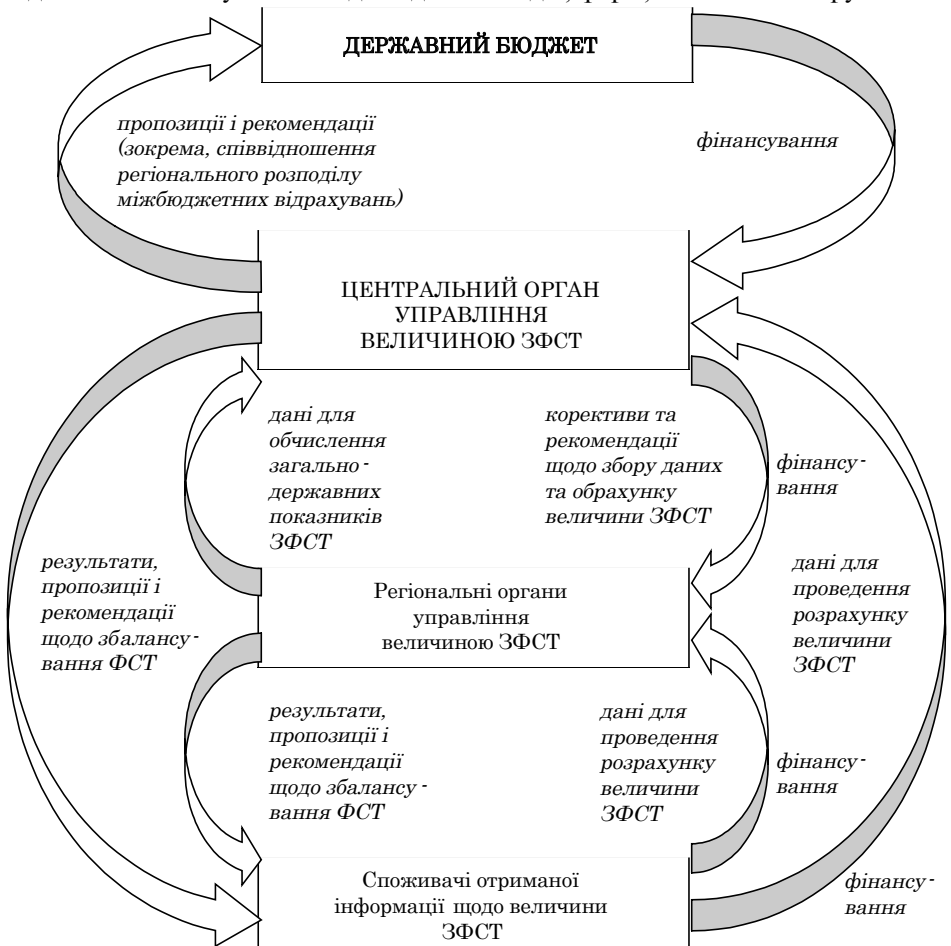 ДЕРЖАВНИЙ БЮДЖЕТ
пропозиції і рекомендації
(зокрема, співвідношення
регіонального розподілу
міжбюджетних відрахувань)
фінансування
ЦЕНТРАЛЬНИЙ ОРГАН
УПРАВЛІННЯ
ВЕЛИЧИНОЮ ЗФСТ
дані для
обчислення
загально-
державних
показників
ЗФСТ
корективи та
рекомендації
щодо збору даних
та обрахунку
величини ЗФСТ
фінансу-
вання
результати,
пропозиції і
рекомендації
щодо збалансу-
вання ФСТ
Регіональні органи
управління
величиною ЗФСТ
дані для
проведення
розрахунку
величини
ЗФСТ
результати,
пропозиції і
рекомендації
щодо збалансу-
вання ФСТ
дані для
проведення
розрахунку
величини
ЗФСТ
фінансу-
вання
Споживачі отриманої
інформації щодо величини
ЗФСТ
фінансу-
вання